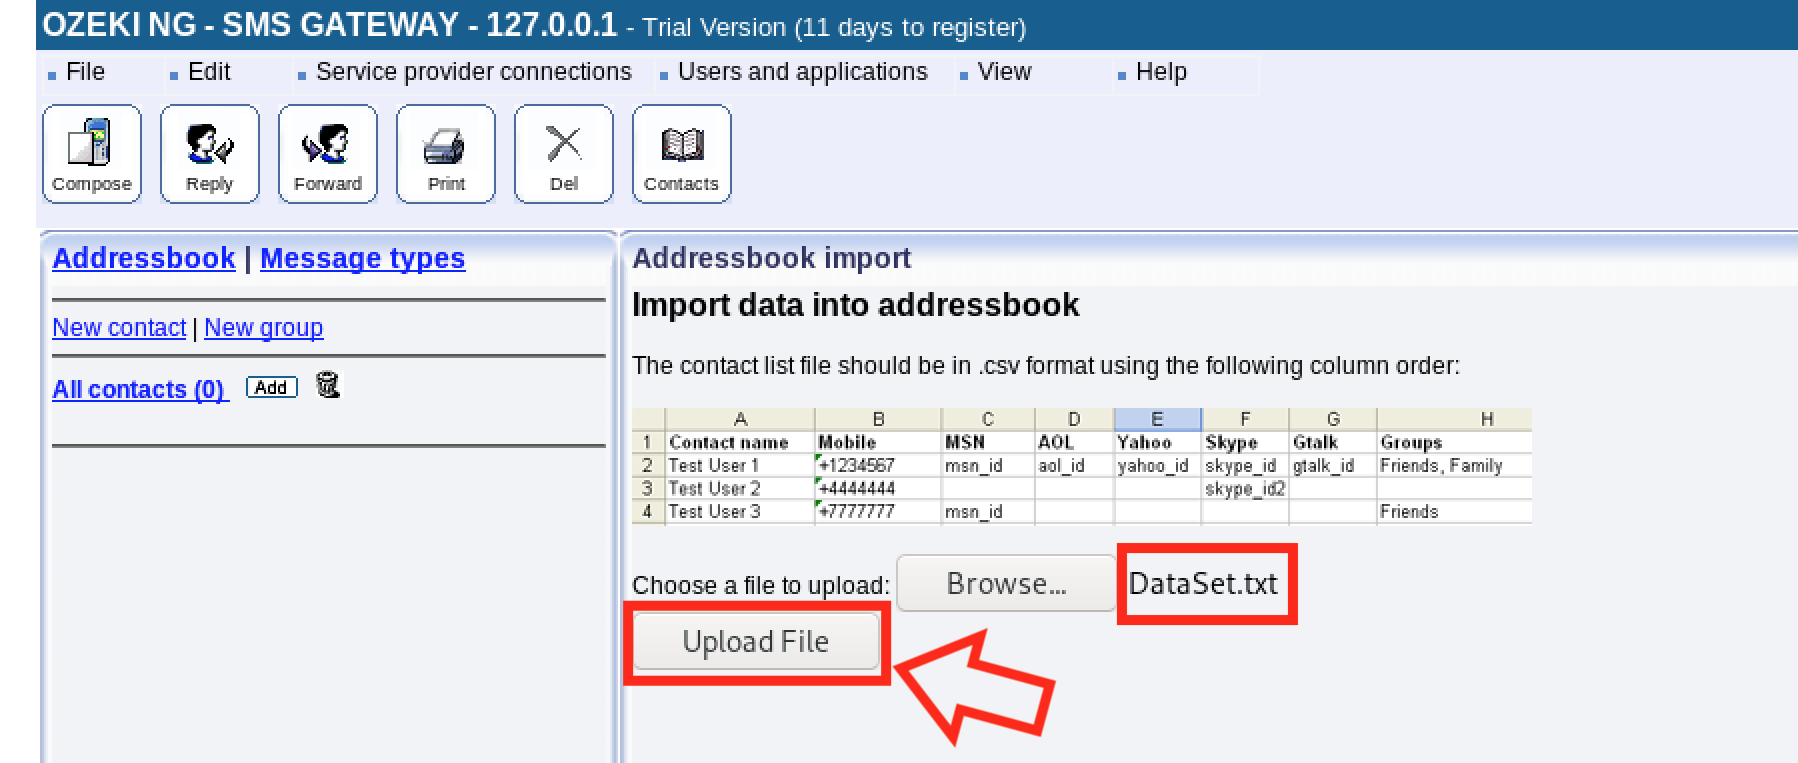 OZEKI NG - SMS GATEWAY - 127.0.0.1 - Trial Version (11 days to register)
File Edit Service provider connections Users and applications View Help
Compose Reply Forward Print Del Contacts
Addressbook | Message types
New contact | New group
All contacts (0) Add
Addressbook import
Import data into addressbook
The contact list file should be in .csv format using the following column order:
A B C D E F G H
1 Contact name Mobile MSN AOL Yahoo Skype Gtalk Groups
2 Test User 1 +1234567 msn_id aol_id yahoo_id skype_id gtalk_id Friends, Family
3 Test User 2 +4444444 skype_id2
4 Test User 3 +7777777 msn_id Friends
Choose a file to upload: Browse... DataSet.txt
Upload File